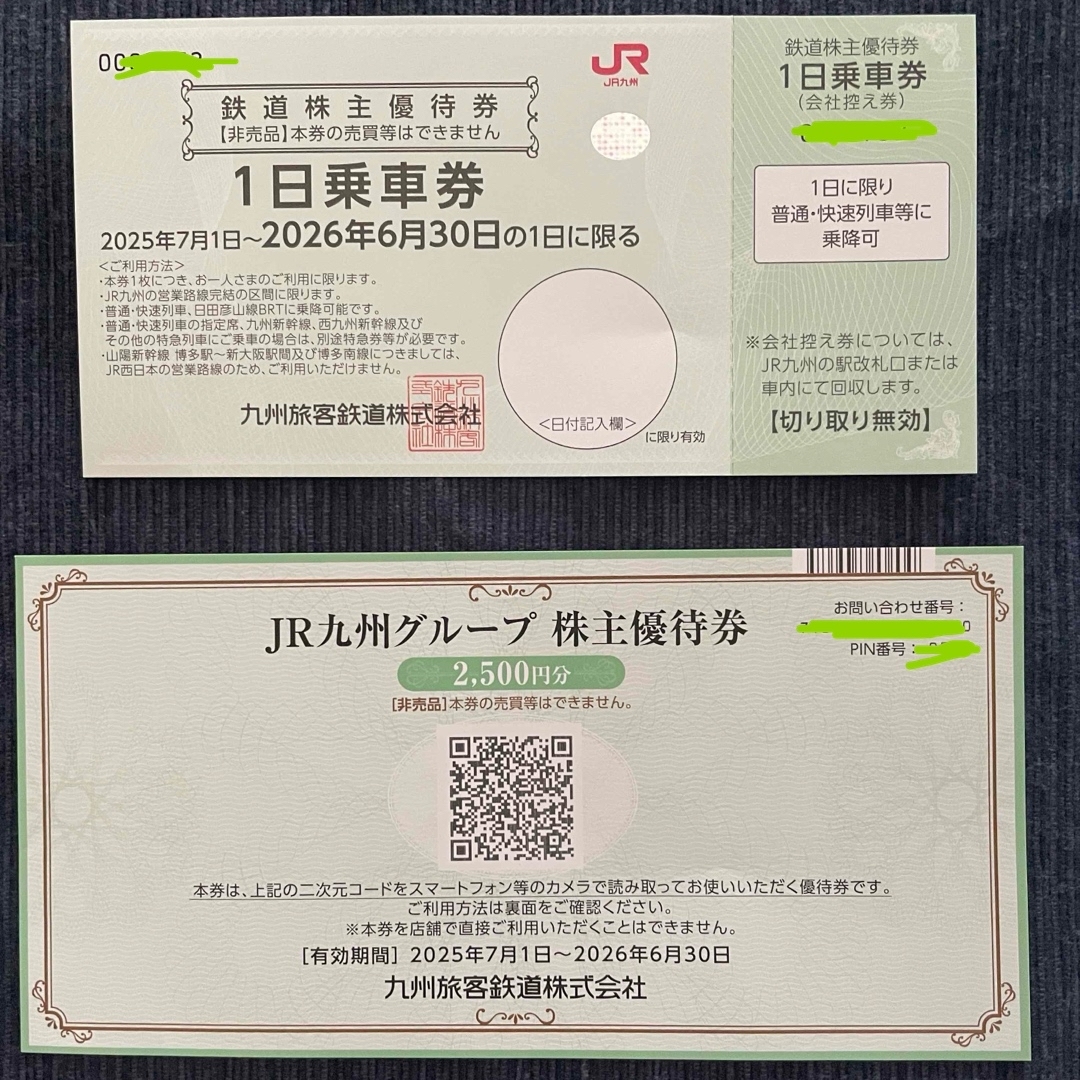 JR
JR九州
鉄道株主優待券
【非売品】本券の売買等はできません
1日乗車券
2025年7月1日～2026年6月30日の1日に限る
＜ご利用方法＞
・本券1枚につき、お一人さまのご利用に限ります。
・JR九州の営業路線完結の区間に限ります。
・普通・快速列車、日田彦山線BRTに乗降可能です。
・普通・快速列車の指定席、九州新幹線、西九州新幹線及び
その他の特急列車にご乗車の場合は、別途特急券等が必要です。
・山陽新幹線 博多駅～新大阪駅間及び博多南線につきましては、
JR西日本の営業路線のため、ご利用いただけません。
九州旅客鉄道株式会社
＜日付記入欄＞
に限り有効
鉄道株主優待券
1日乗車券
(会社控え券)
1日に限り
普通・快速列車等に
乗降可
※会社控え券については、
JR九州の駅改札口または
車内にて回収します。
【切り取り無効】
JR九州グループ 株主優待券
2,500円分
[非売品]本券の売買等はできません。
お問い合わせ番号：
PIN番号：
本券は、上記の二次元コードをスマートフォン等のカメラで読み取ってお使いいただく優待券です。
ご利用方法は裏面をご確認ください。
※本券を店舗で直接ご利用いただくことはできません。
[有効期間] 2025年7月1日～2026年6月30日
九州旅客鉄道株式会社